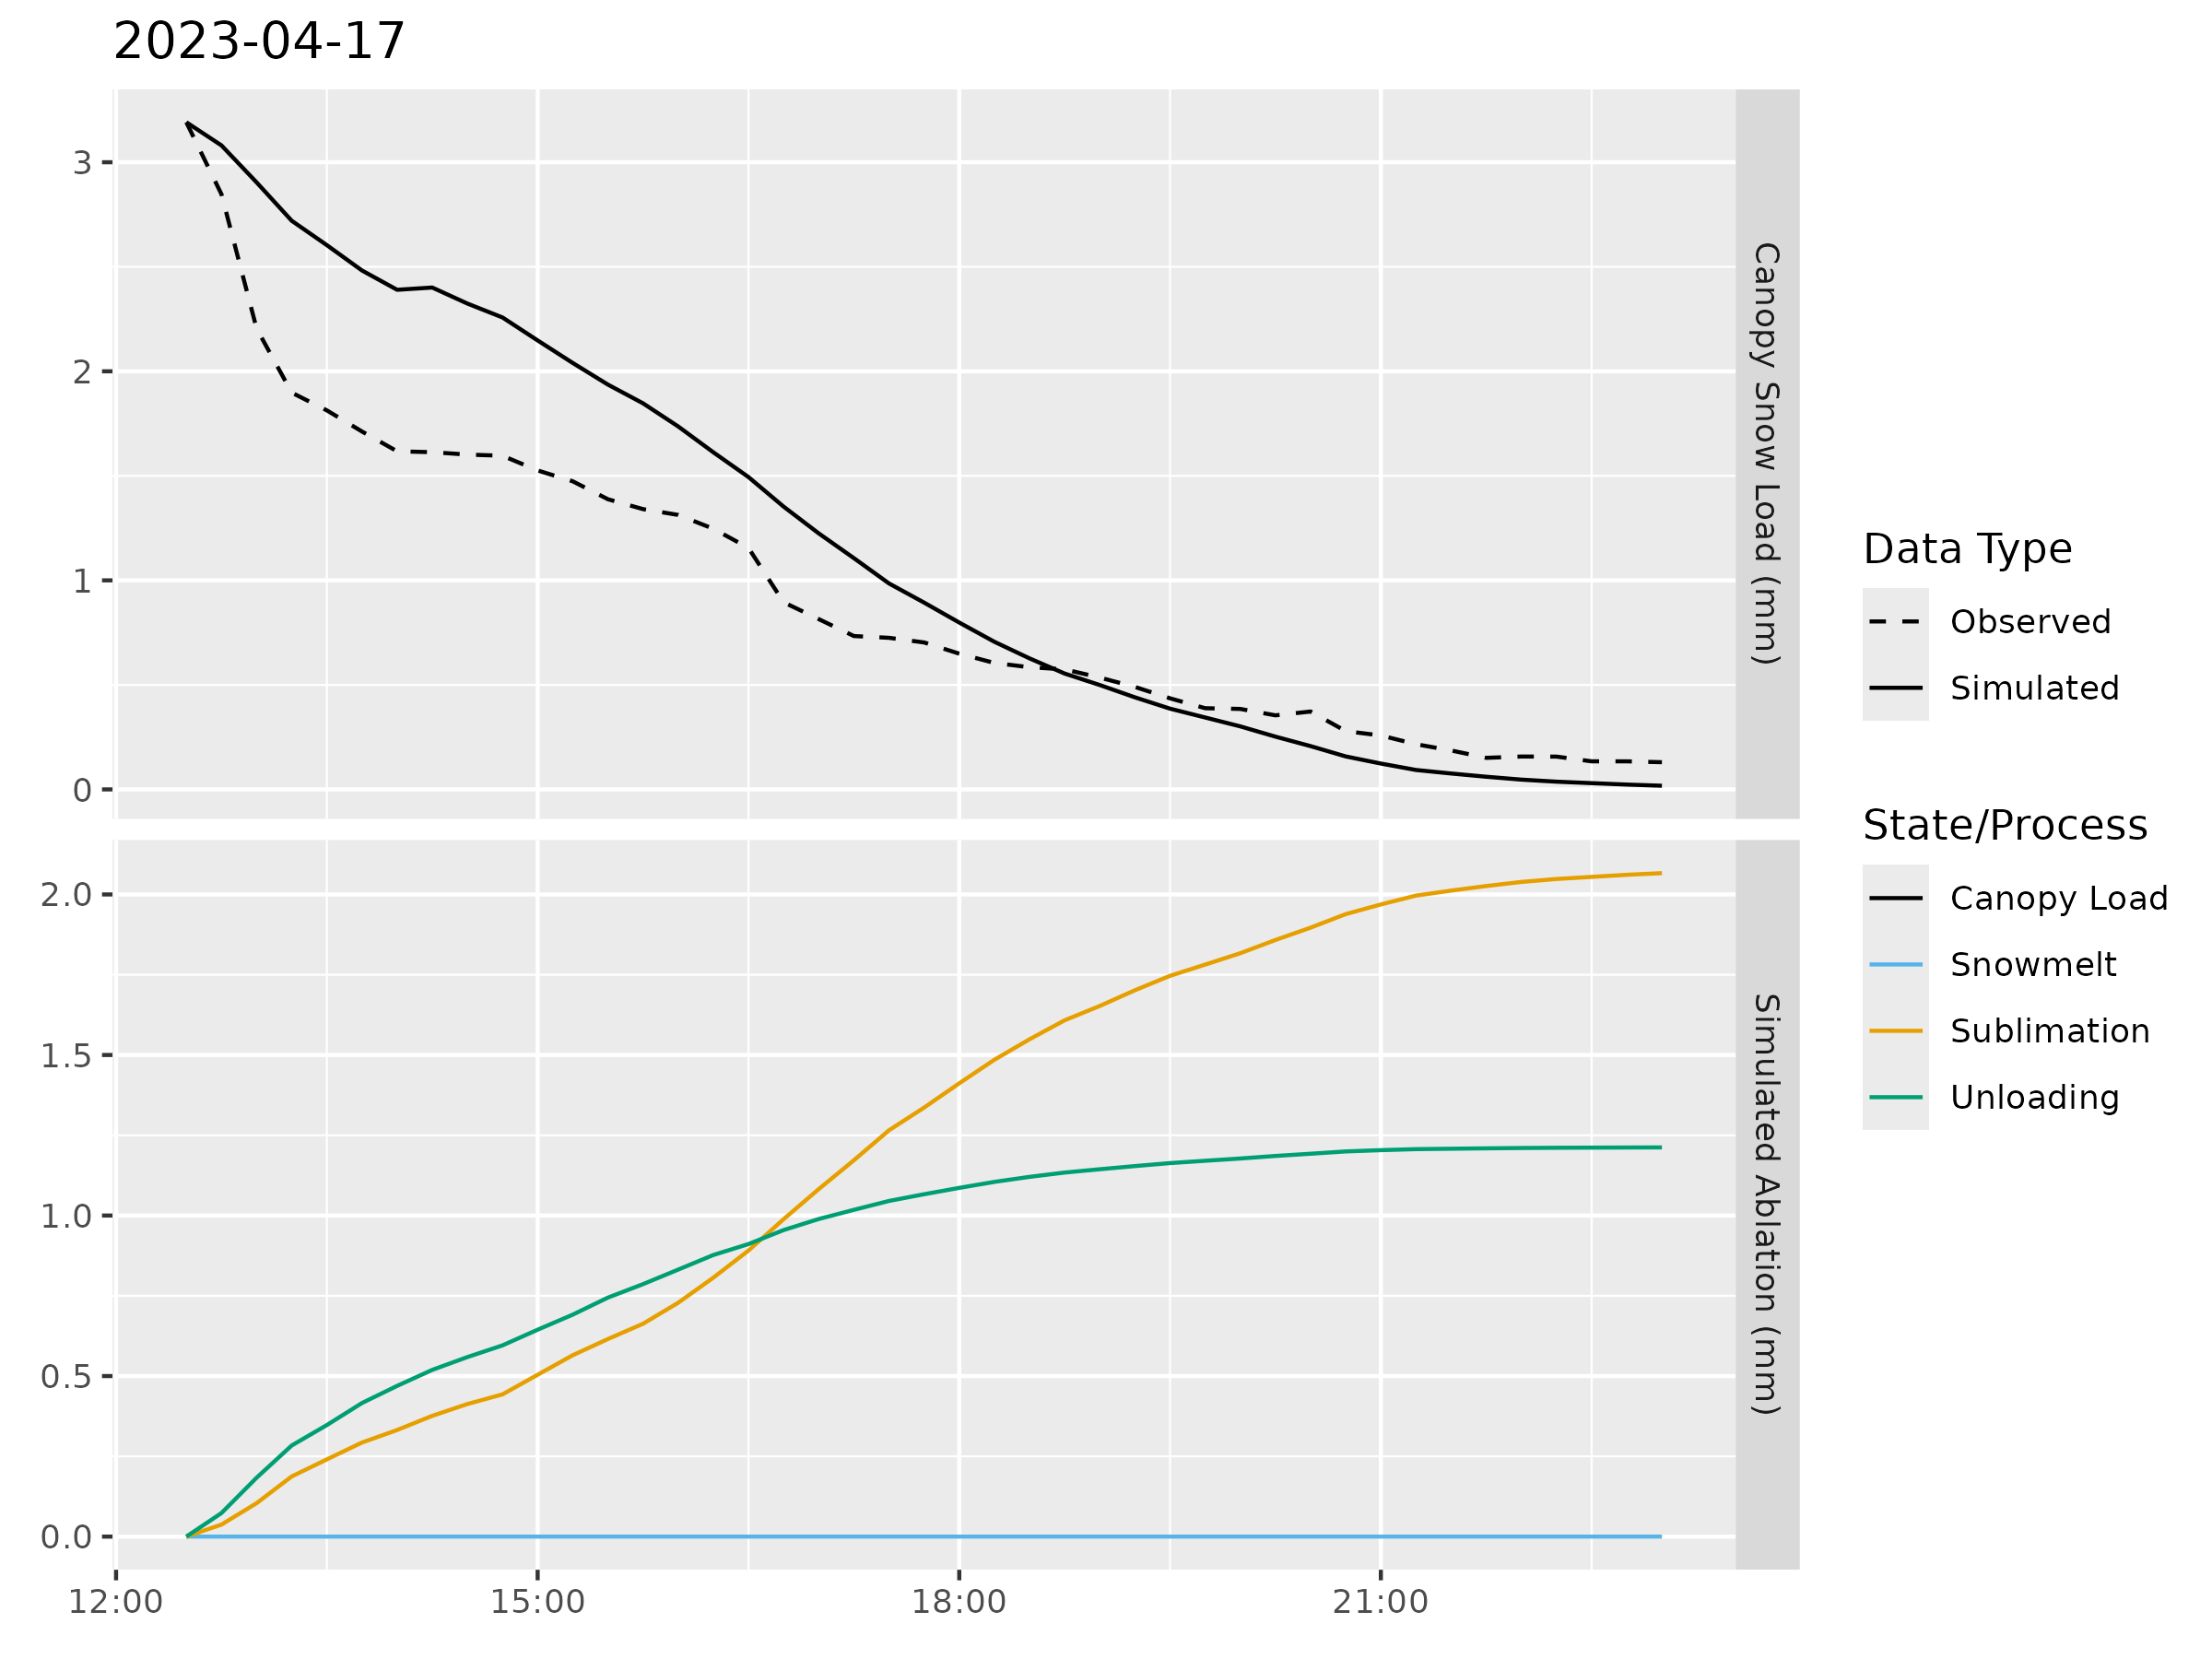 2023-04-17
3
2
1
0
Canopy Snow Load (mm)
2.0
1.5
1.0
0.5
0.0
Simulated Ablation (mm)
12:00
15:00
18:00
21:00
Data Type
Observed
Simulated
State/Process
Canopy Load
Snowmelt
Sublimation
Unloading